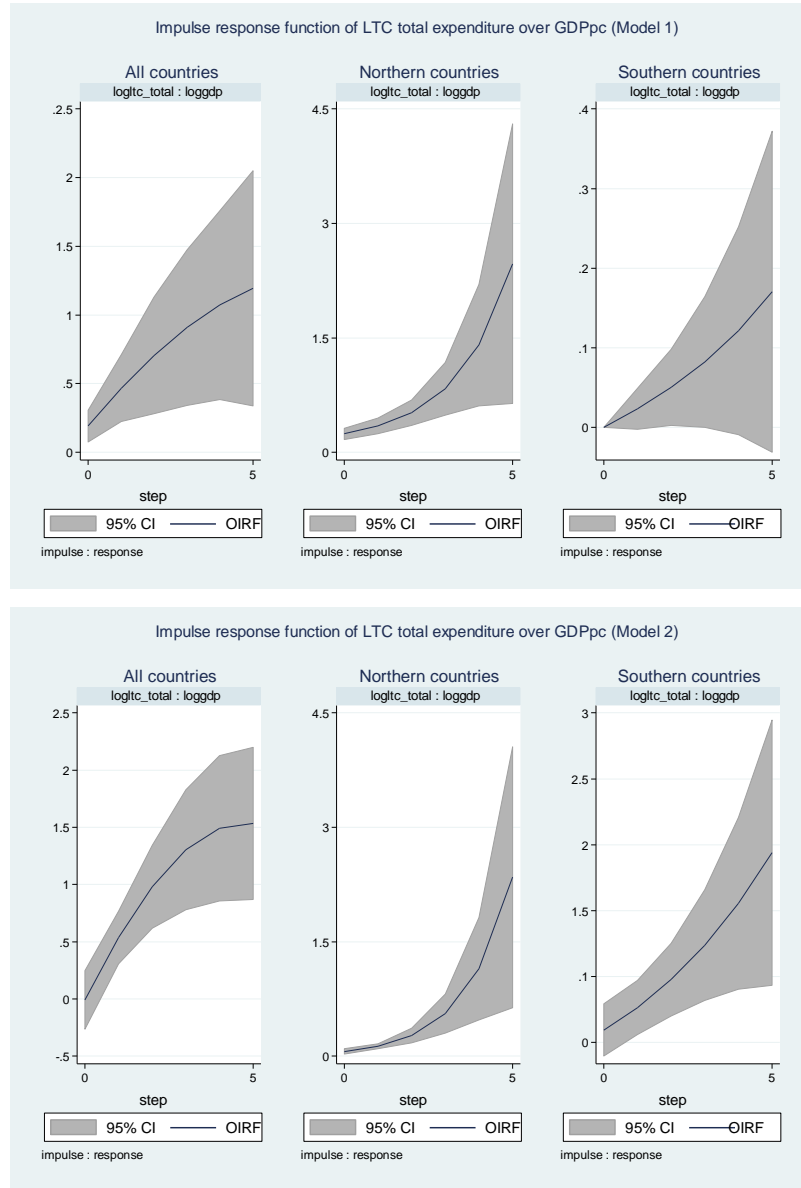 Impulse response function of LTC total expenditure over GDPpc (Model 1)
All countries
logltc_total : loggdp
.25
2
1.5
1
.5
0
0
5
step
95% CI
OIRF
impulse : response
Northern countries
logltc_total : loggdp
4.5
3
1.5
0
0
5
step
95% CI
OIRF
impulse : response
Southern countries
logltc_total : loggdp
.4
.3
.2
.1
0
0
5
step
95% CI
OIRF
impulse : response
Impulse response function of LTC total expenditure over GDPpc (Model 2)
All countries
logltc_total : loggdp
2.5
2
1.5
1
.5
0
-.5
0
5
step
95% CI
OIRF
impulse : response
Northern countries
logltc_total : loggdp
4.5
3
1.5
0
0
5
step
95% CI
OIRF
impulse : response
Southern countries
logltc_total : loggdp
3
2.5
2
1.5
.1
0
0
5
step
95% CI
OIRF
impulse : response